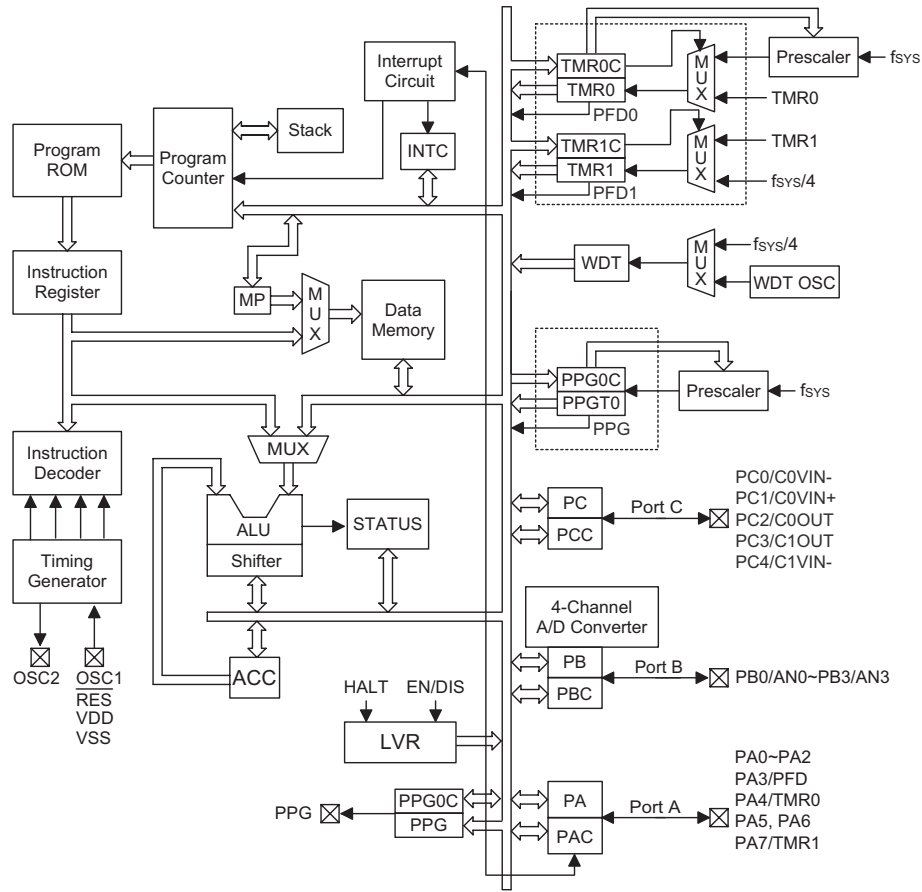 Interrupt
Circuit
TMR0C
TMR0
PFD0
M
U
X
Prescaler
fSYS
TMR0
Stack
Program
ROM
Program
Counter
INTC
TMR1C
TMR1
PFD1
M
U
X
TMR1
fSYS/4
Instruction
Register
MP
M
U
X
Data
Memory
WDT
M
U
X
fSYS/4
WDT OSC
PPG0C
PPGT0
PPG
Prescaler
fSYS
Instruction
Decoder
MUX
ALU
Shifter
STATUS
Timing
Generator
PC
PCC
Port C
PC0/C0VIN-
PC1/C0VIN+
PC2/C0OUT
PC3/C1OUT
PC4/C1VIN-
OSC2
OSC1
RES
VDD
VSS
ACC
4-Channel
A/D Converter
PB
PBC
Port B
PB0/AN0~PB3/AN3
HALT
EN/DIS
LVR
PPG
PPG0C
PPG
PA
PAC
Port A
PA0~PA2
PA3/PFD
PA4/TMR0
PA5, PA6
PA7/TMR1